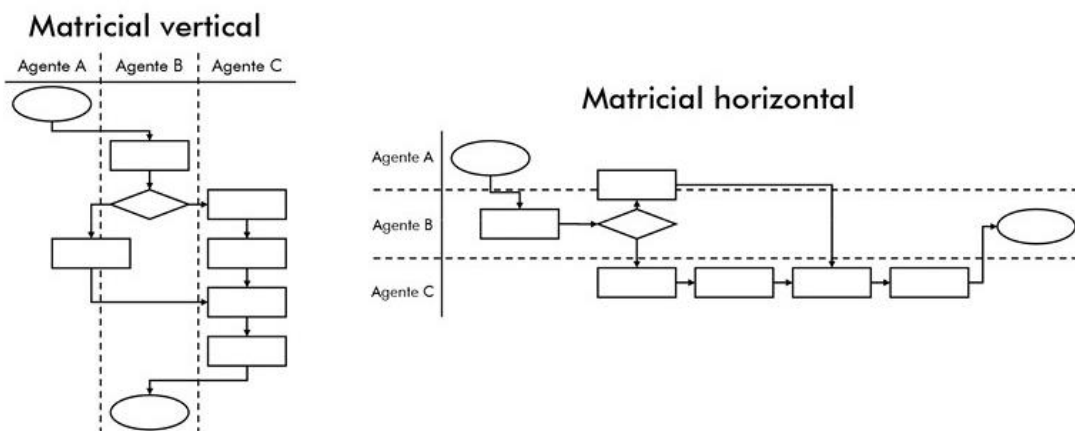 Matricial vertical
Agente A Agente B Agente C
Matricial horizontal
Agente A
Agente B
Agente C